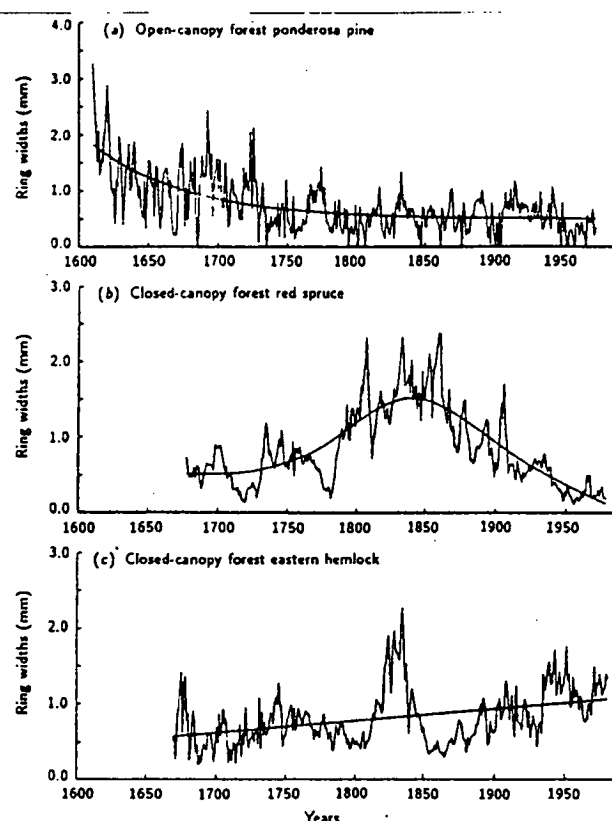 (a) Open-canopy forest ponderosa pine
4.0
3.0
2.0
1.0
0.0
Ring widths (mm)
1600 1650 1700 1750 1800 1850 1900 1950
(b) Closed-canopy forest red spruce
3.0
2.0
1.0
0.0
Ring widths (mm)
1600 1650 1700 1750 1800 1850 1900 1950
(c) Closed-canopy forest eastern hemlock
3.0
2.0
1.0
0.0
Ring widths (mm)
1600 1650 1700 1750 1800 1850 1900 1950
Years